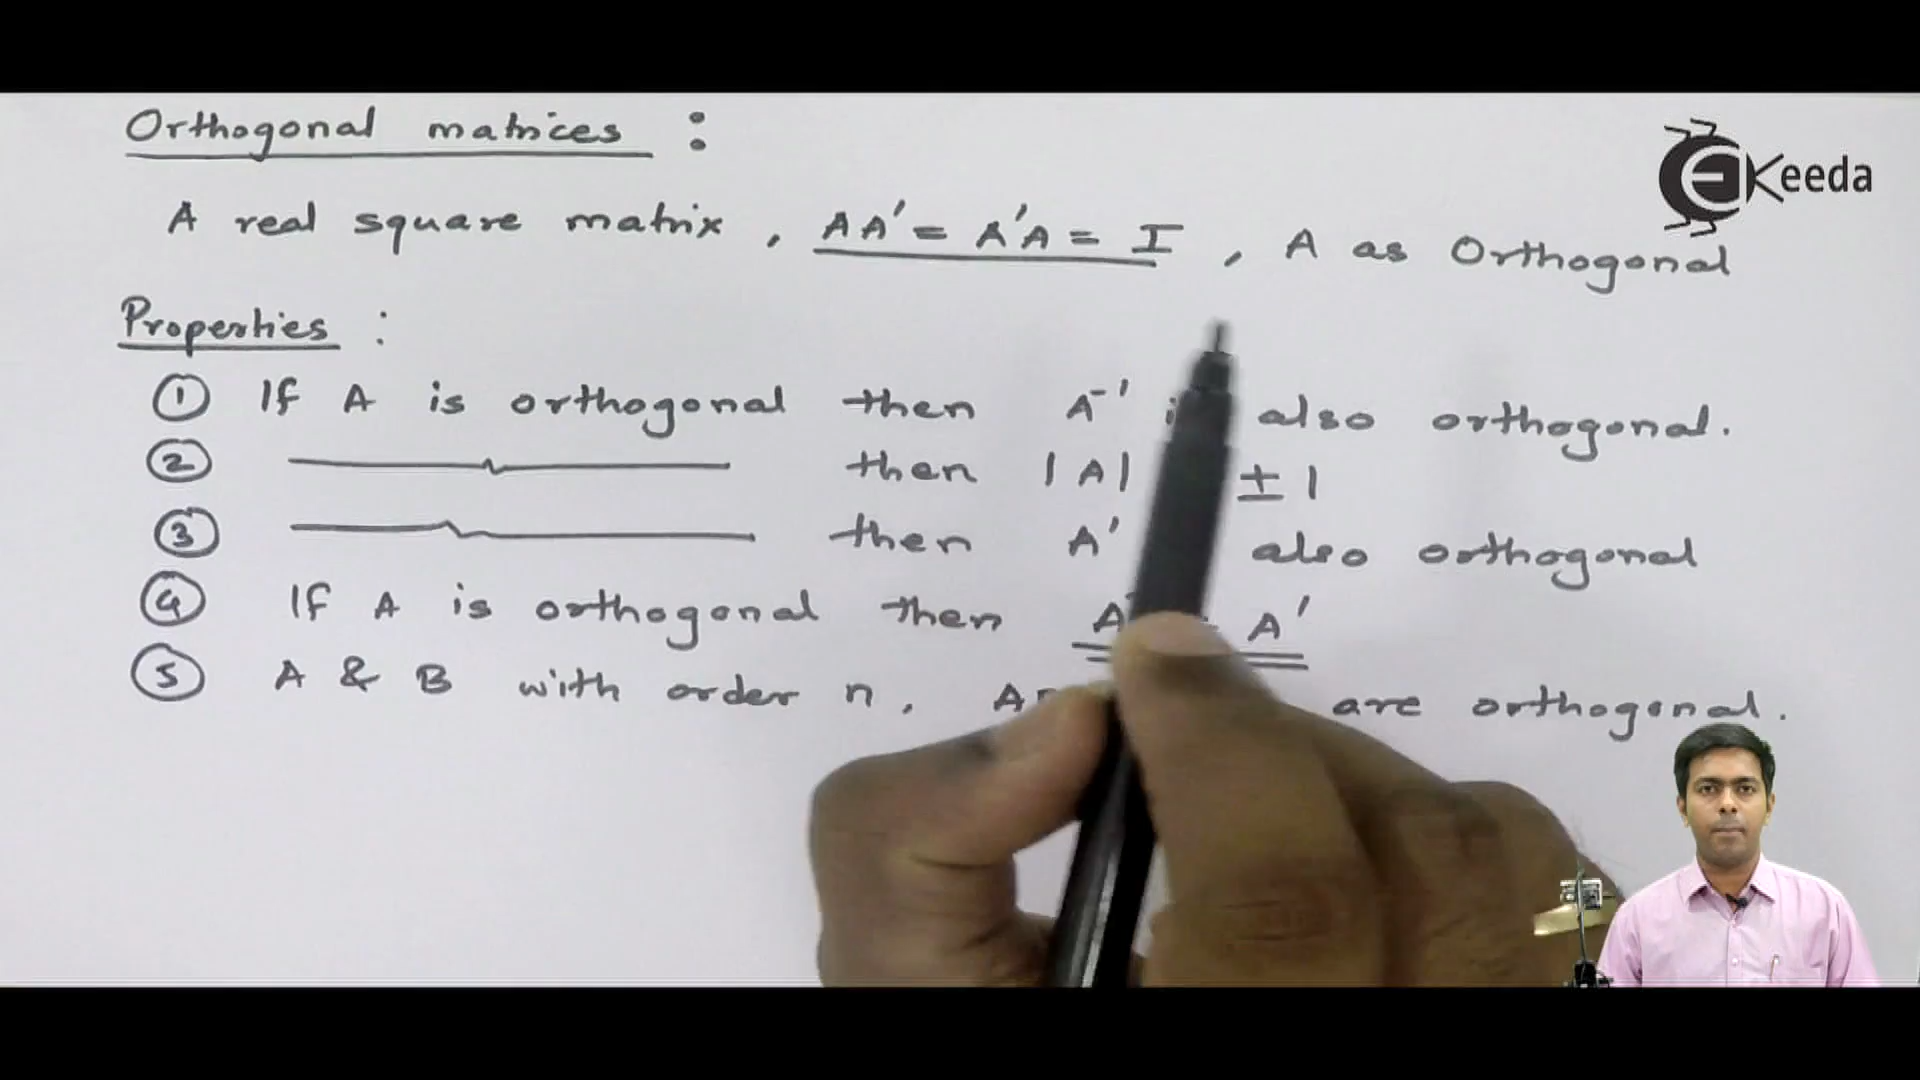 Orthogonal matrices :
EKeeda
A real square matrix, AA' = A'A = I, A as Orthogonal
Properties :
① If A is orthogonal then A⁻¹ also orthogonal.
② then |A| ± 1
③ then A' also orthogonal
④ If A is orthogonal then A A'
⑤ A & B with order n, are orthogonal.